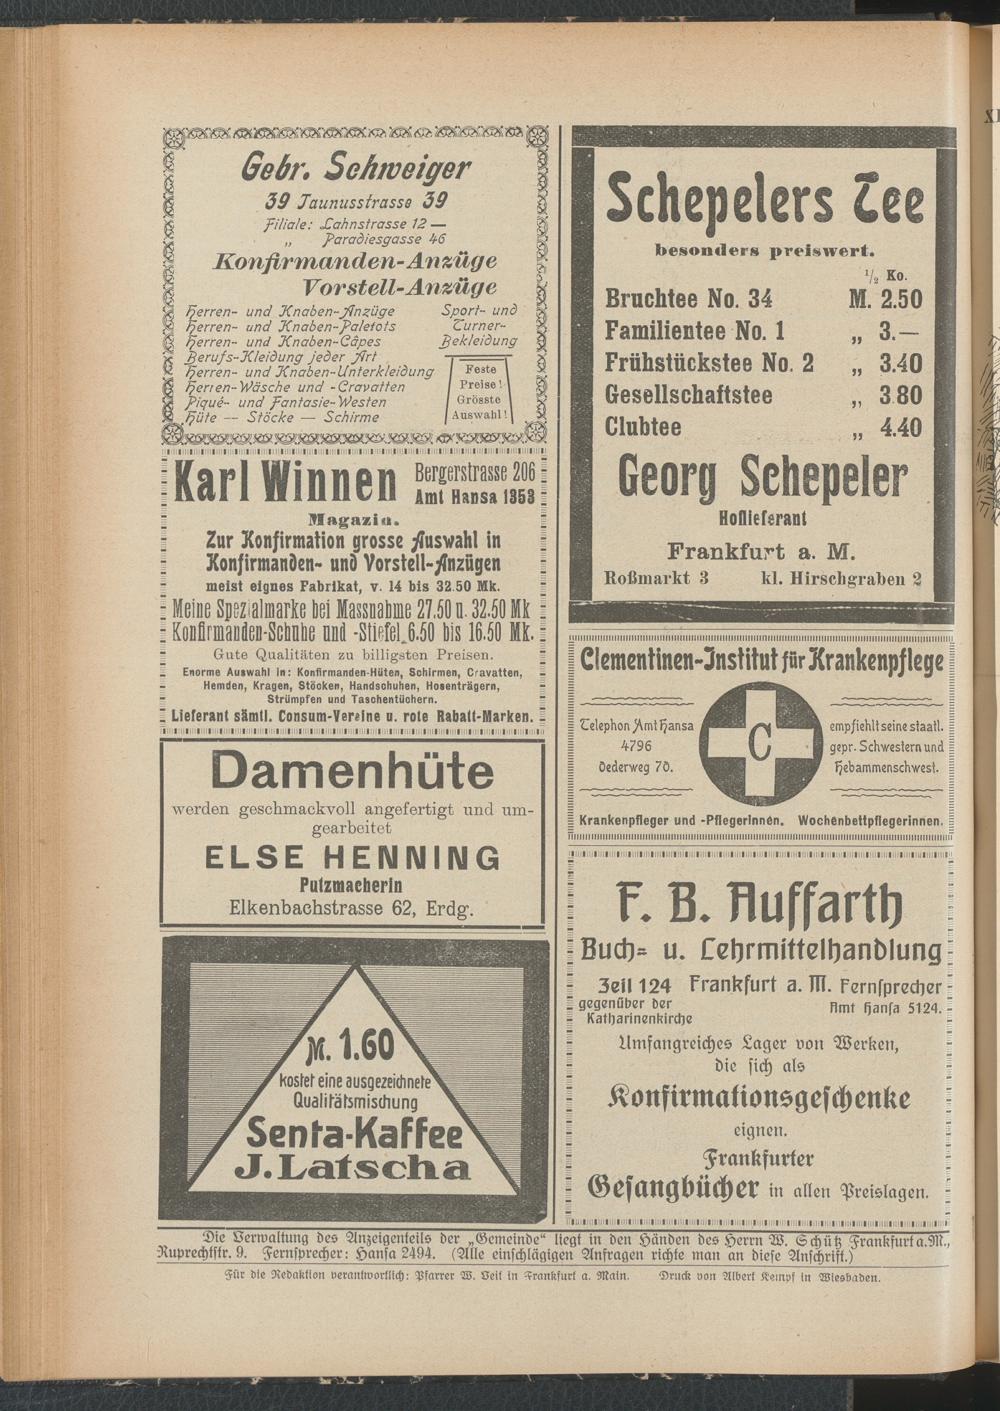 Gebr. Schweiger
39 Taunusstrasse 39
Filiale: Lahnstrasse 12 —
„ Paradiesgasse 46
Konfirmanden-Anzüge
Vorstell-Anzüge
Herren- und Knaben-Anzüge
Herren- und Knaben-Paletots
Herren- und Knaben-Câpes
Berufs-Kleidung jeder Art
Herren- und Knaben-Unterkleidung
Herren-Wäsche und -Cravatten
Piqué- und Fantasie-Westen
Hüte — Stöcke — Schirme
Sport- und
Turner-
Bekleidung
Feste
Preise!
Grösste
Auswahl!
Karl Winnen
Bergerstrasse 206
Amt Hansa 1353
Magazin.
Zur Konfirmation grosse Auswahl in
Konfirmanden- und Vorstell-Anzügen
meist eignes Fabrikat, v. 14 bis 32.50 Mk.
Meine Spezialmarke bei Massnahme 27.50 u. 32.50 Mk
Konfirmanden-Schuhe und -Stiefel 6.50 bis 16.50 Mk.
Gute Qualitäten zu billigsten Preisen.
Enorme Auswahl in: Konfirmanden-Hüten, Schirmen, Cravatten,
Hemden, Kragen, Stöcken, Handschuhen, Hosenträgern,
Strümpfen und Taschentüchern.
Lieferant sämtl. Consum-Vereine u. rote Rabatt-Marken.
Damenhüte
werden geschmackvoll angefertigt und um-
gearbeitet
ELSE HENNING
Putzmacherin
Elkenbachstrasse 62, Erdg.
M. 1.60
kostet eine ausgezeichnete
Qualitätsmischung
Senta-Kaffee
J. Latscha
Schepelers Tee
besonders preiswert.
½ Ko.
Bruchtee No. 34 M. 2.50
Familientee No. 1 „ 3.—
Frühstückstee No. 2 „ 3.40
Gesellschaftstee „ 3.80
Clubtee „ 4.40
Georg Schepeler
Hoflieferant
Frankfurt a. M.
Roßmarkt 3 kl. Hirschgraben 2
Clementinen-Institut für Krankenpflege
Telephon Amt Hansa
4796
Oederweg 70.
C
empfiehlt seine staatl.
gepr. Schwestern und
Hebammenschwest.
Krankenpfleger und -Pflegerinnen. Wochenbettpflegerinnen.
F. B. Auffarth
Buch- u. Lehrmittelhandlung
Zeil 124 Frankfurt a. M. Fernsprecher
gegenüber der Amt Hansa 5124.
Katharinenkirche
Umfangreiches Lager von Werken,
die sich als
Konfirmationsgeschenke
eignen.
Frankfurter
Gesangbücher in allen Preislagen.
Die Verwaltung des Anzeigenteils der „Gemeinde“ liegt in den Händen des Herrn W. Schütz Frankfurt a. M.,
Ruprechtstr. 9. Fernsprecher: Hansa 2494. (Alle einschlägigen Anfragen richte man an diese Anschrift.)
Für die Redaktion verantwortlich: Pfarrer W. Veit in Frankfurt a. Main. Druck von Albert Kempf in Wiesbaden.